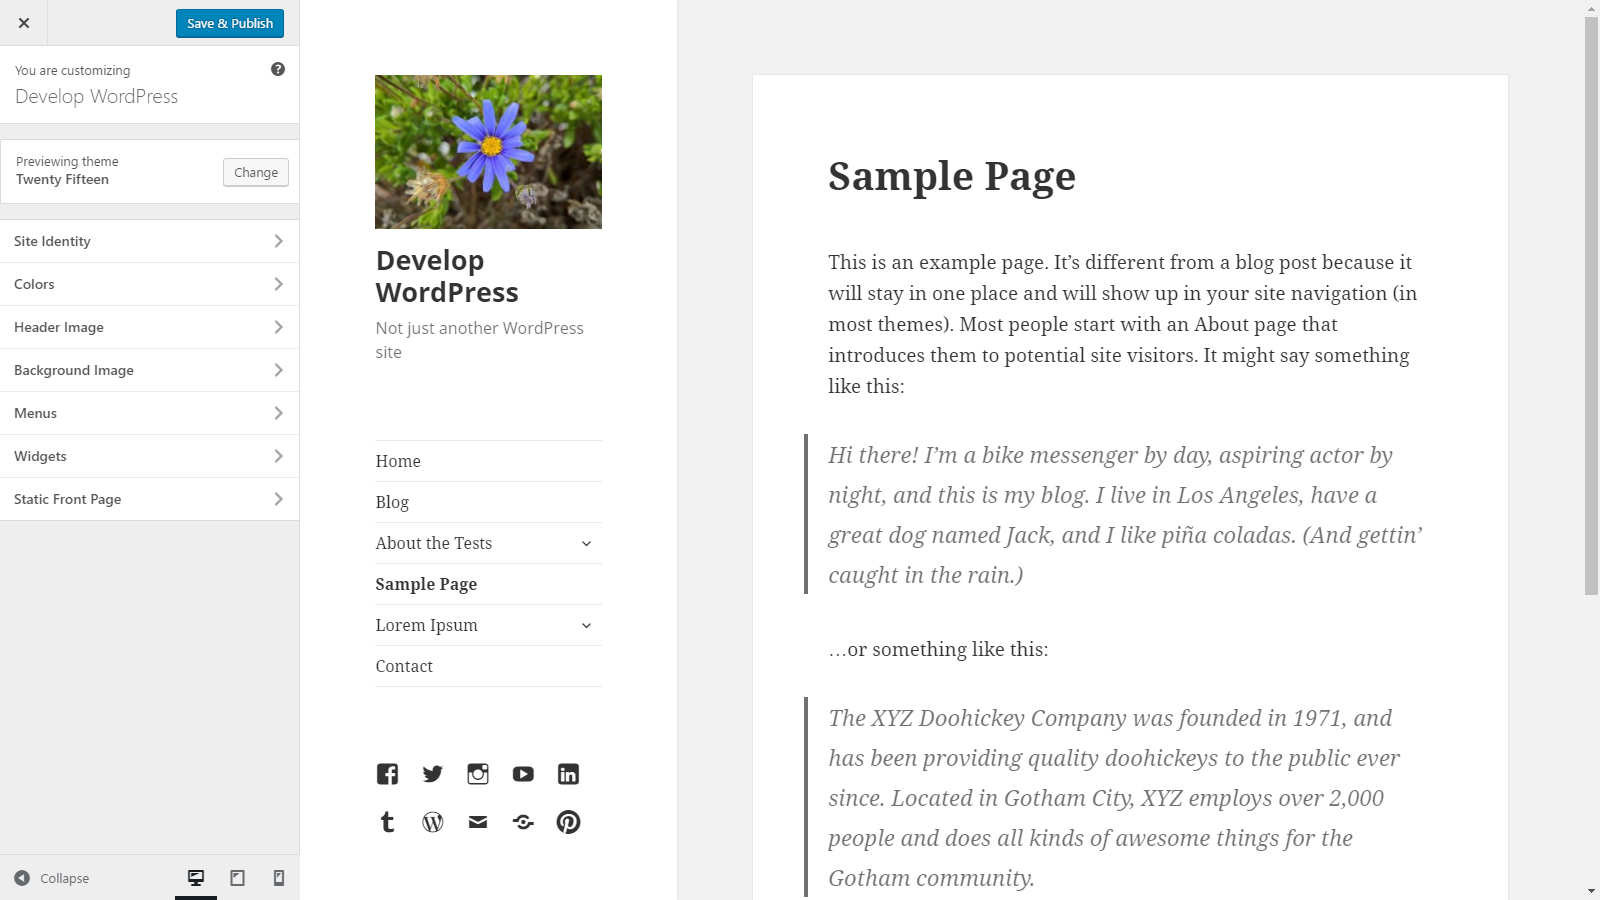 Save & Publish
You are customizing
Develop WordPress
Previewing theme
Twenty Fifteen
Change
Site Identity
Colors
Header Image
Background Image
Menus
Widgets
Static Front Page
Collapse
Develop
WordPress
Not just another WordPress
site
Home
Blog
About the Tests
Sample Page
Lorem Ipsum
Contact
Sample Page
This is an example page. It’s different from a blog post because it
will stay in one place and will show up in your site navigation (in
most themes). Most people start with an About page that
introduces them to potential site visitors. It might say something
like this:
Hi there! I’m a bike messenger by day, aspiring actor by
night, and this is my blog. I live in Los Angeles, have a
great dog named Jack, and I like piña coladas. (And gettin’
caught in the rain.)
…or something like this:
The XYZ Doohickey Company was founded in 1971, and
has been providing quality doohickeys to the public ever
since. Located in Gotham City, XYZ employs over 2,000
people and does all kinds of awesome things for the
Gotham community.